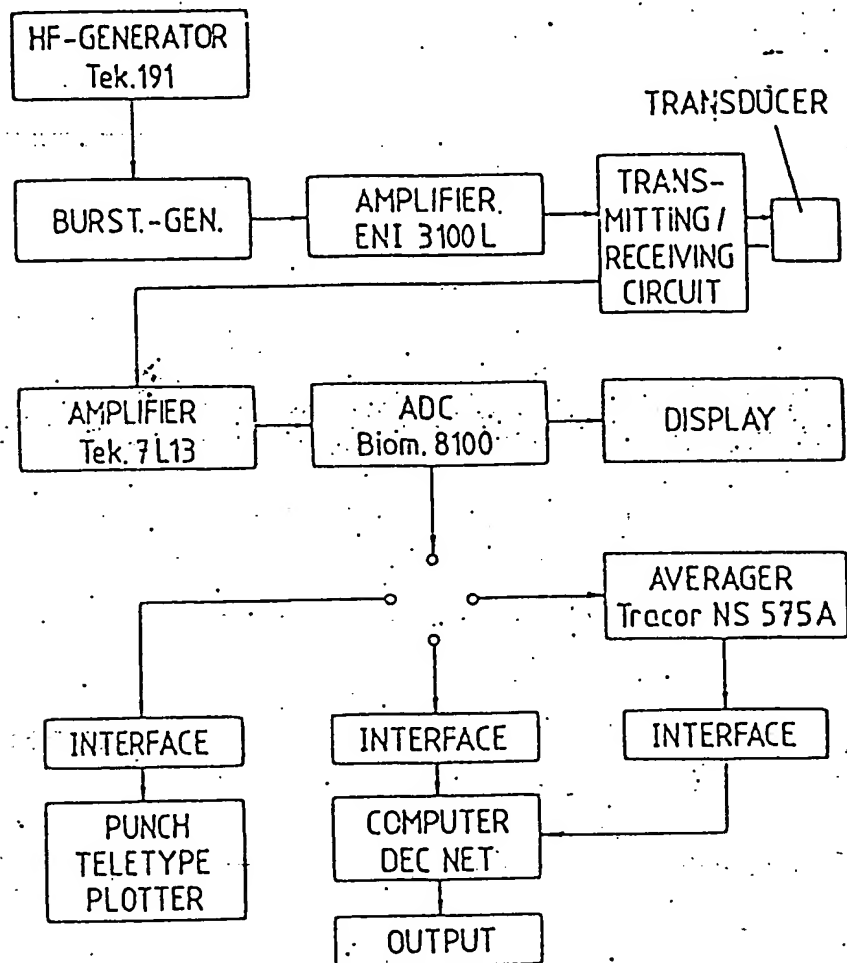 HF-GENERATOR
Tek.191
TRANSDUCER
BURST.-GEN.
AMPLIFIER.
ENI 3100L
TRANS-
MITTING/
RECEIVING
CIRCUIT
AMPLIFIER
Tek. 7L13
ADC
Biom. 8100
DISPLAY
AVERAGER
Tracor NS 575A
INTERFACE
INTERFACE
INTERFACE
PUNCH
TELETYPE
PLOTTER
COMPUTER
DEC NET
OUTPUT